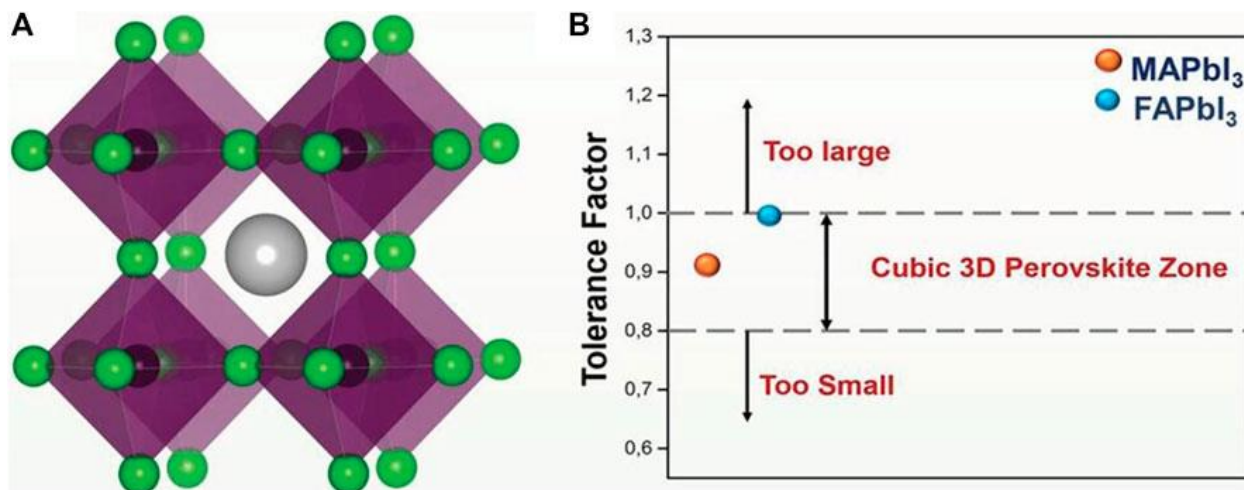 A
B
1,3
1,2
1,1
1,0
0,9
0,8
0,7
0,6
Tolerance Factor
MAPbI₃
FAPbI₃
Too large
Cubic 3D Perovskite Zone
Too Small